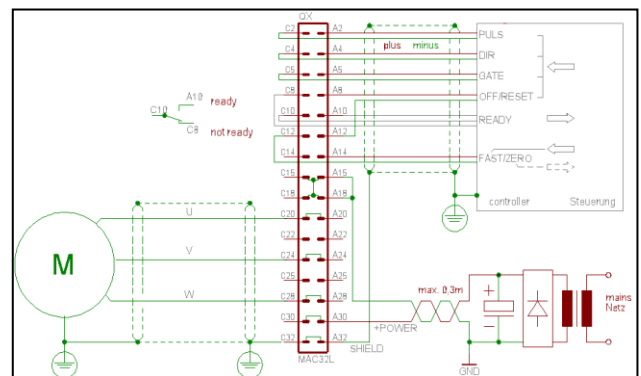 QX
C2 A2 PULS
plus minus
C4 A4 DIR
C6 A6 GATE
C8 A8 OFF/RESET
C10 A10 READY
C12 A12
C14 A14 FAST/ZERO
C15 A15
C18 A18
C20 A20
C22 A22
C24 A24
C25 A25
C28 A28
C30 A30
C32 A32
MAC32L
A10 ready
C10
C8 not ready
controller Steuerung
U
V
W
M
max. 0,3m
+POWER
SHIELD
GND
+
−
mains
Netz